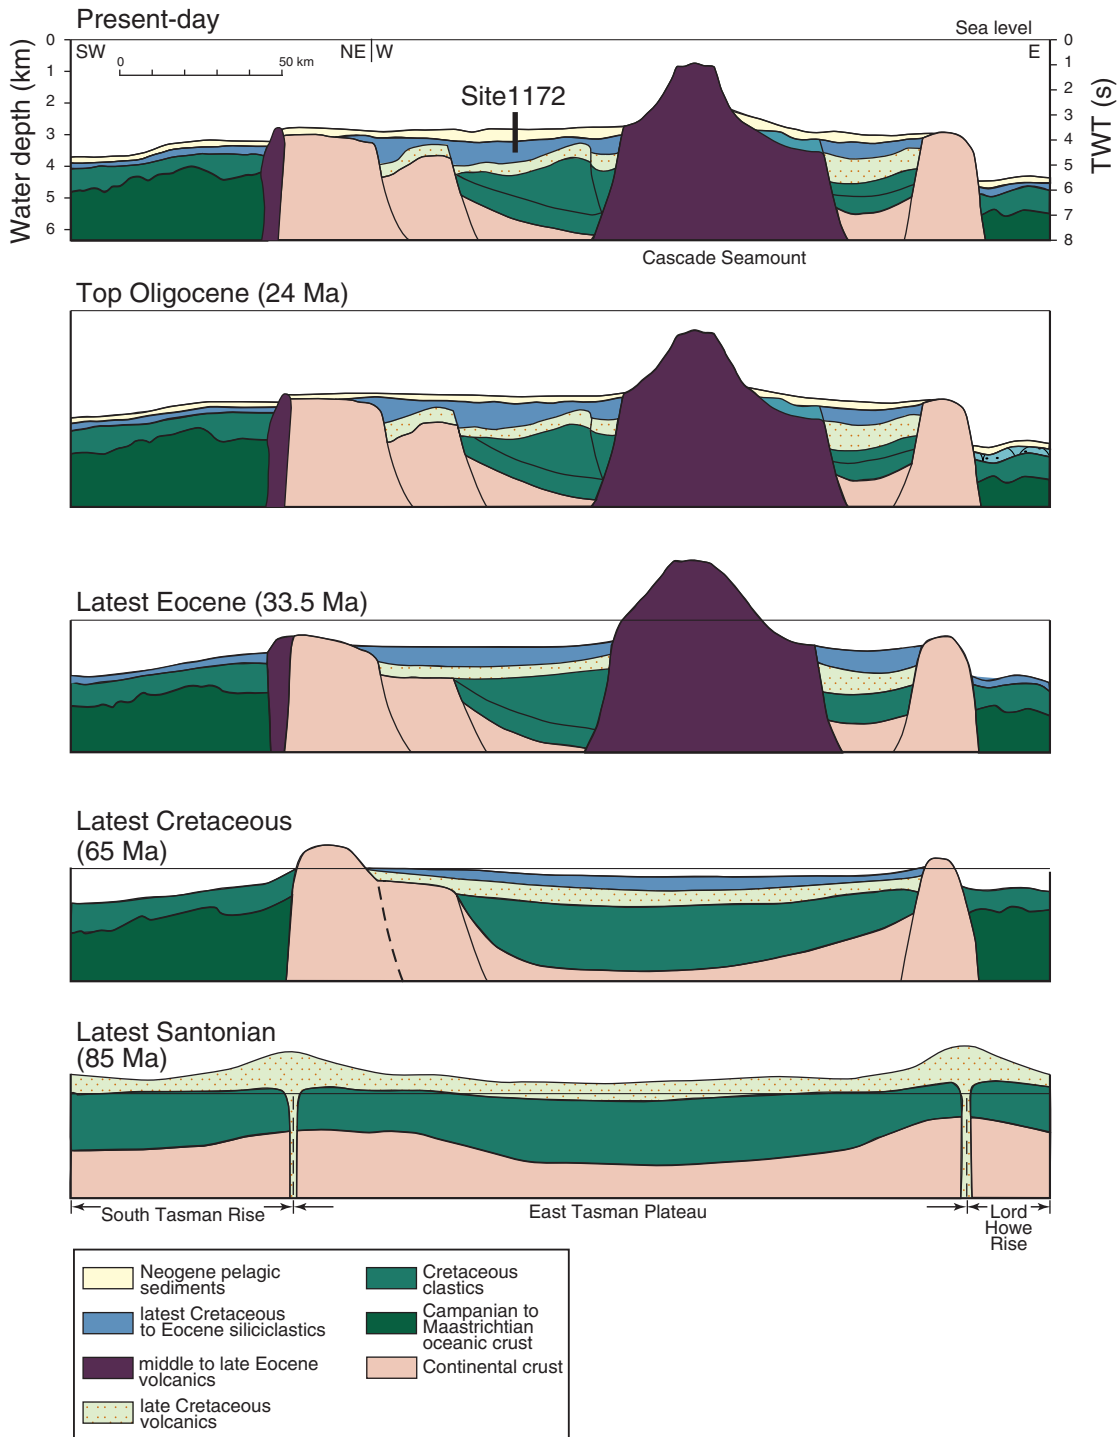 Present-day
Sea level
SW
NE
W
E
0
50 km
Site1172
Water depth (km)
0
1
2
3
4
5
6
TWT (s)
0
1
2
3
4
5
6
7
8
Cascade Seamount
Top Oligocene (24 Ma)
Latest Eocene (33.5 Ma)
Latest Cretaceous
(65 Ma)
Latest Santonian
(85 Ma)
South Tasman Rise
East Tasman Plateau
Lord
Howe
Rise
Neogene pelagic
sediments
latest Cretaceous
to Eocene siliciclastics
middle to late Eocene
volcanics
late Cretaceous
volcanics
Cretaceous
clastics
Campanian to
Maastrichtian
oceanic crust
Continental crust